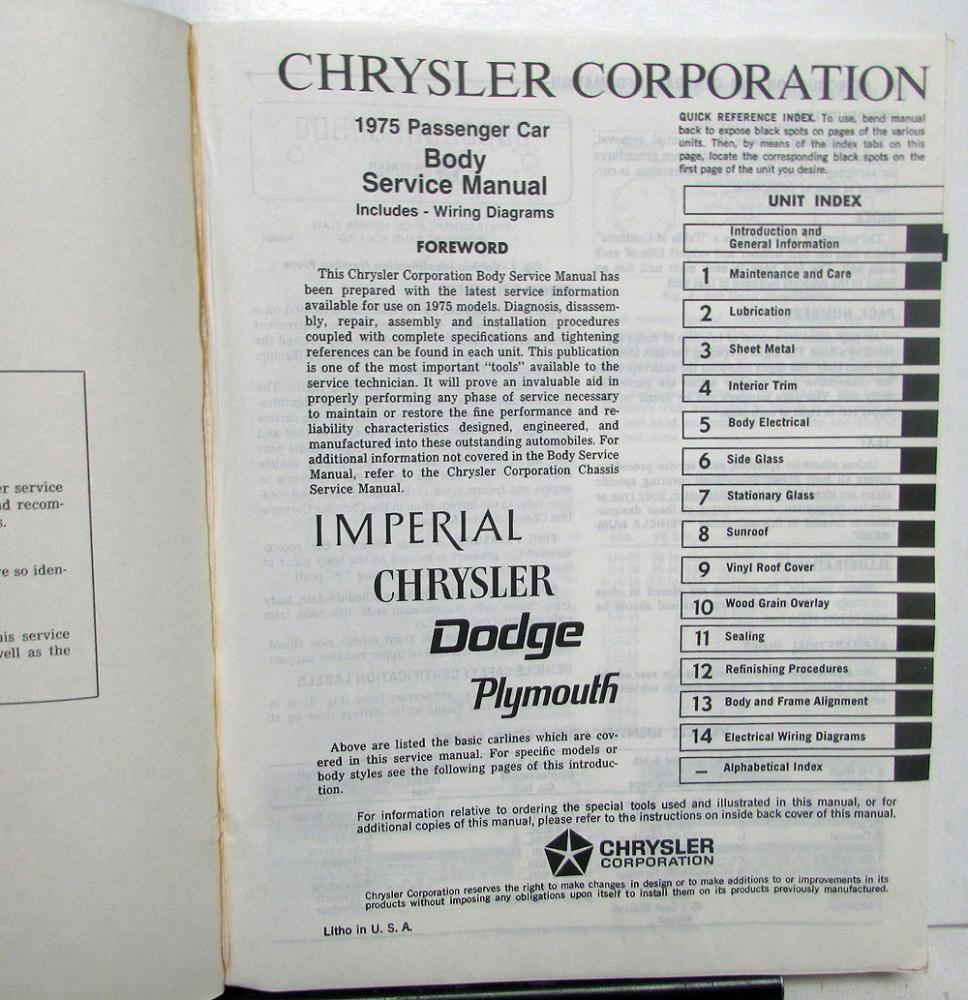 er service
nd recom-
s.
re so iden-
his service
well as the
CHRYSLER CORPORATION
1975 Passenger Car
Body
Service Manual
Includes - Wiring Diagrams
FOREWORD
This Chrysler Corporation Body Service Manual has
been prepared with the latest service information
available for use on 1975 models. Diagnosis, disassem-
bly, repair, assembly and installation procedures
coupled with complete specifications and tightening
references can be found in each unit. This publication
is one of the most important “tools” available to the
service technician. It will prove an invaluable aid in
properly performing any phase of service necessary
to maintain or restore the fine performance and re-
liability characteristics designed, engineered, and
manufactured into these outstanding automobiles. For
additional information not covered in the Body Service
Manual, refer to the Chrysler Corporation Chassis
Service Manual.
IMPERIAL
CHRYSLER
Dodge
Plymouth
Above are listed the basic carlines which are cov-
ered in this service manual. For specific models or
body styles see the following pages of this introduc-
tion.
QUICK REFERENCE INDEX. To use, bend manual
back to expose black spots on pages of the various
units. Then, by means of the index tabs on this
page, locate the corresponding black spots on the
first page of the unit you desire.
UNIT INDEX
Introduction and
General Information
1 Maintenance and Care
2 Lubrication
3 Sheet Metal
4 Interior Trim
5 Body Electrical
6 Side Glass
7 Stationary Glass
8 Sunroof
9 Vinyl Roof Cover
10 Wood Grain Overlay
11 Sealing
12 Refinishing Procedures
13 Body and Frame Alignment
14 Electrical Wiring Diagrams
– Alphabetical Index
For information relative to ordering the special tools used and illustrated in this manual, or for
additional copies of this manual, please refer to the instructions on inside back cover of this manual.
CHRYSLER
CORPORATION
Chrysler Corporation reserves the right to make changes in design or to make additions to or improvements in its
products without imposing any obligations upon itself to install them on its products previously manufactured.
Litho in U. S. A.